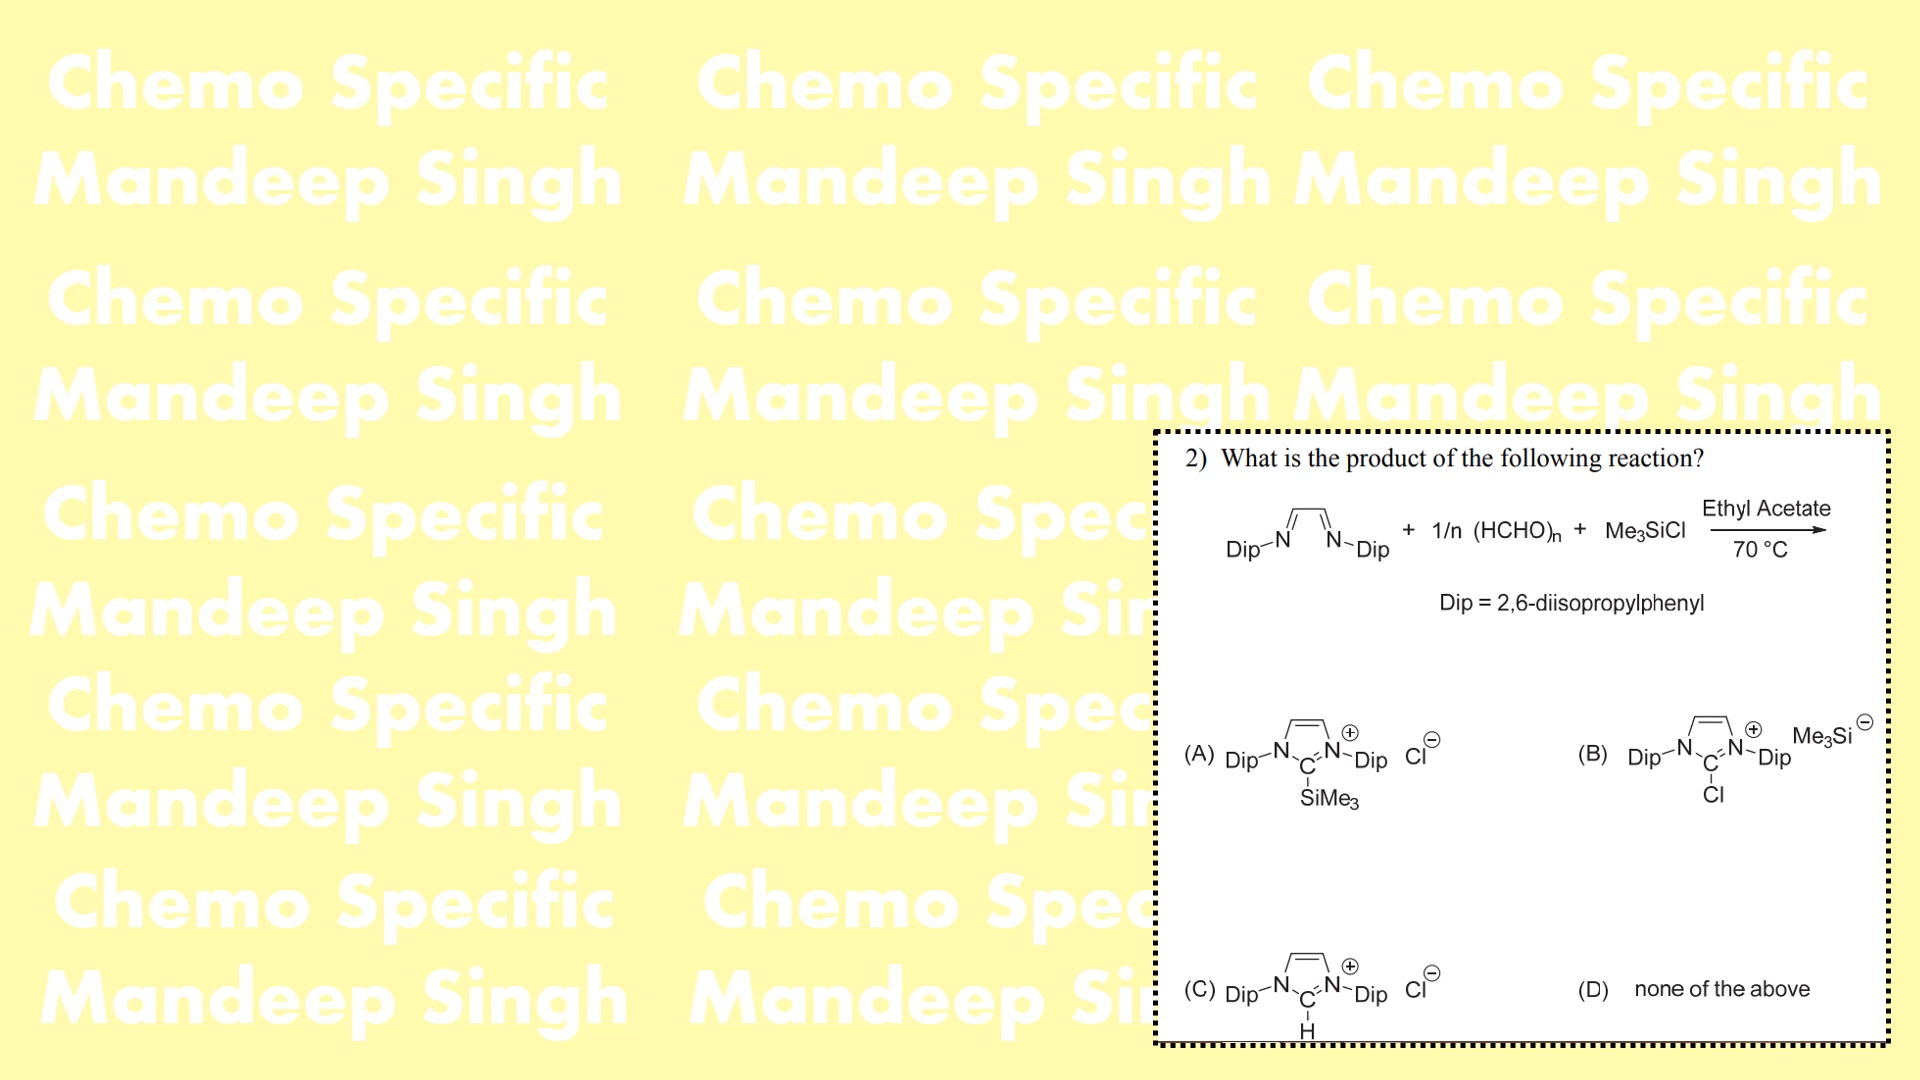 Chemo Specific Chemo Specific Chemo Specific
Mandeep Singh Mandeep Singh Mandeep Singh
Chemo Specific Chemo Specific Chemo Specific
Mandeep Singh Mandeep Singh Mandeep Singh
Chemo Specific Chemo Spec
Mandeep Singh Mandeep Sin
Chemo Specific Chemo Spec
Mandeep Singh Mandeep Sin
Chemo Specific Chemo Spec
Mandeep Singh Mandeep Si
2) What is the product of the following reaction?
Dip N N Dip + 1/n (HCHO)n + Me3SiCl Ethyl Acetate
70 °C
Dip = 2,6-diisopropylphenyl
(A) Dip N C N ⊕ Dip Cl ⊖
SiMe3
(B) Dip N C N ⊕ Dip Me3Si ⊖
Cl
(C) Dip N C N ⊕ Dip Cl ⊖
H
(D) none of the above